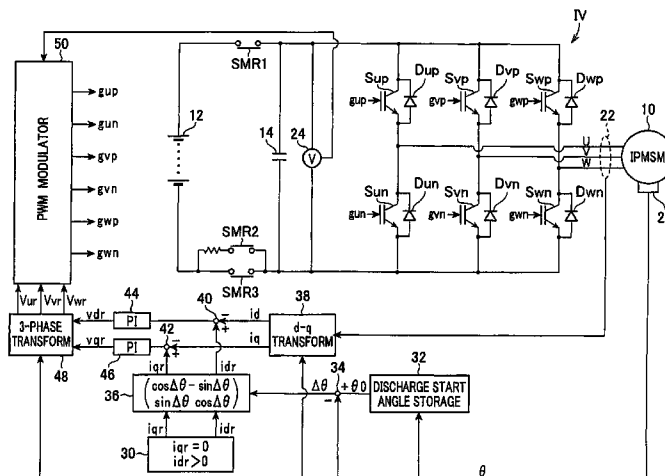 50
SMR1
IV
PWM MODULATOR
gup
gun
gvp
gvn
gwp
gwn
12
14
24
V
SMR2
SMR3
Sup Dup Svp Dvp Swp Dwp
gup gvp gwp
22
10
U
V
W
IPMSM
2
Sun Dun Svn Dvn Swn Dwn
gun gvn gwn
Vur Vvr Vwr
3-PHASE TRANSFORM
48
vdr
44
PI
40
id
38
d-q TRANSFORM
vqr
PI
46
42
iq
− +
− +
iqr idr
36
cosΔθ −sinΔθ
sinΔθ cosΔθ
Δθ
34
+ θ0
−
32
DISCHARGE START ANGLE STORAGE
iqr idr
30
iqr = 0
idr > 0
θ